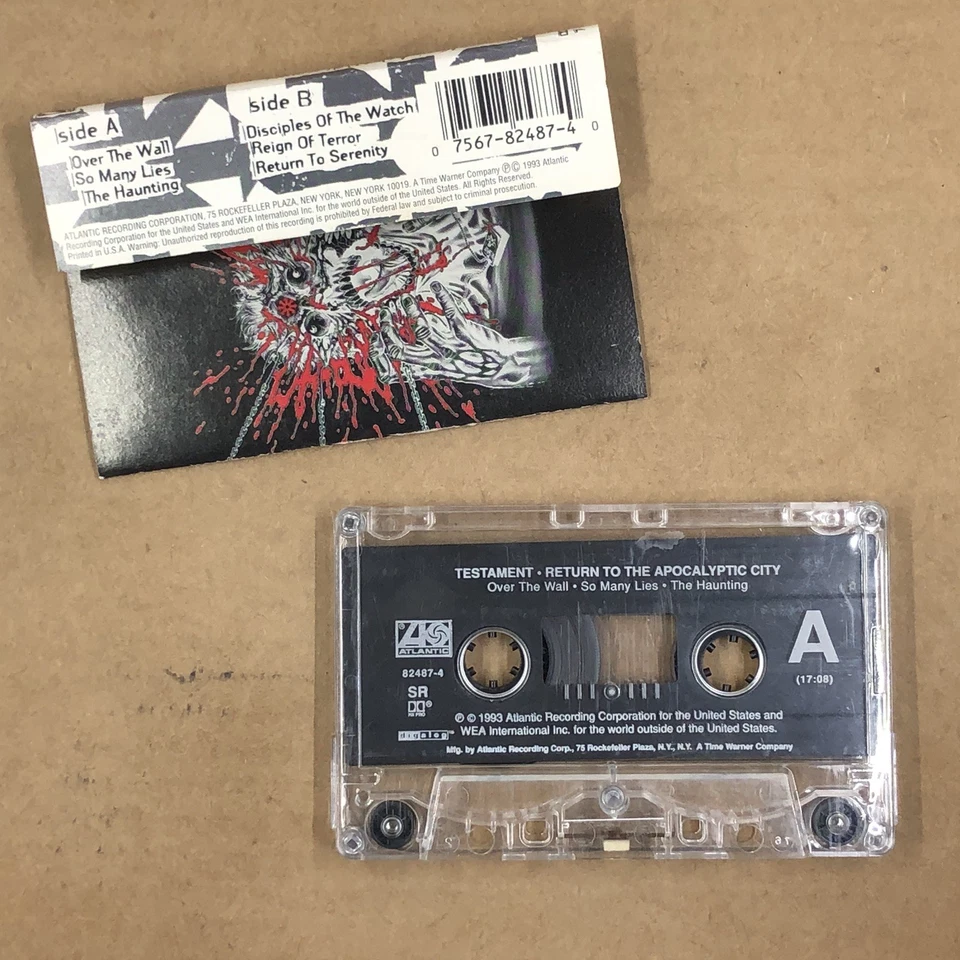 side A
Over The Wall
So Many Lies
The Haunting
side B
Disciples Of The Watch
Reign Of Terror
Return To Serenity
0 7567-82487-4 0
ATLANTIC RECORDING CORPORATION, 75 ROCKEFELLER PLAZA, NEW YORK, NEW YORK 10019. A Time Warner Company ℗© 1993 Atlantic
Recording Corporation for the United States and WEA International Inc. for the world outside of the United States. All Rights Reserved.
Printed in U.S.A. Warning: Unauthorized reproduction of this recording is prohibited by Federal law and subject to criminal prosecution.
TESTAMENT • RETURN TO THE APOCALYPTIC CITY
Over The Wall • So Many Lies • The Haunting
A
(17:08)
ATLANTIC
82487-4
SR
HX PRO
digalog
℗ © 1993 Atlantic Recording Corporation for the United States and
WEA International Inc. for the world outside of the United States.
Mfg. by Atlantic Recording Corp., 75 Rockefeller Plaza, N.Y., N.Y. A Time Warner Company